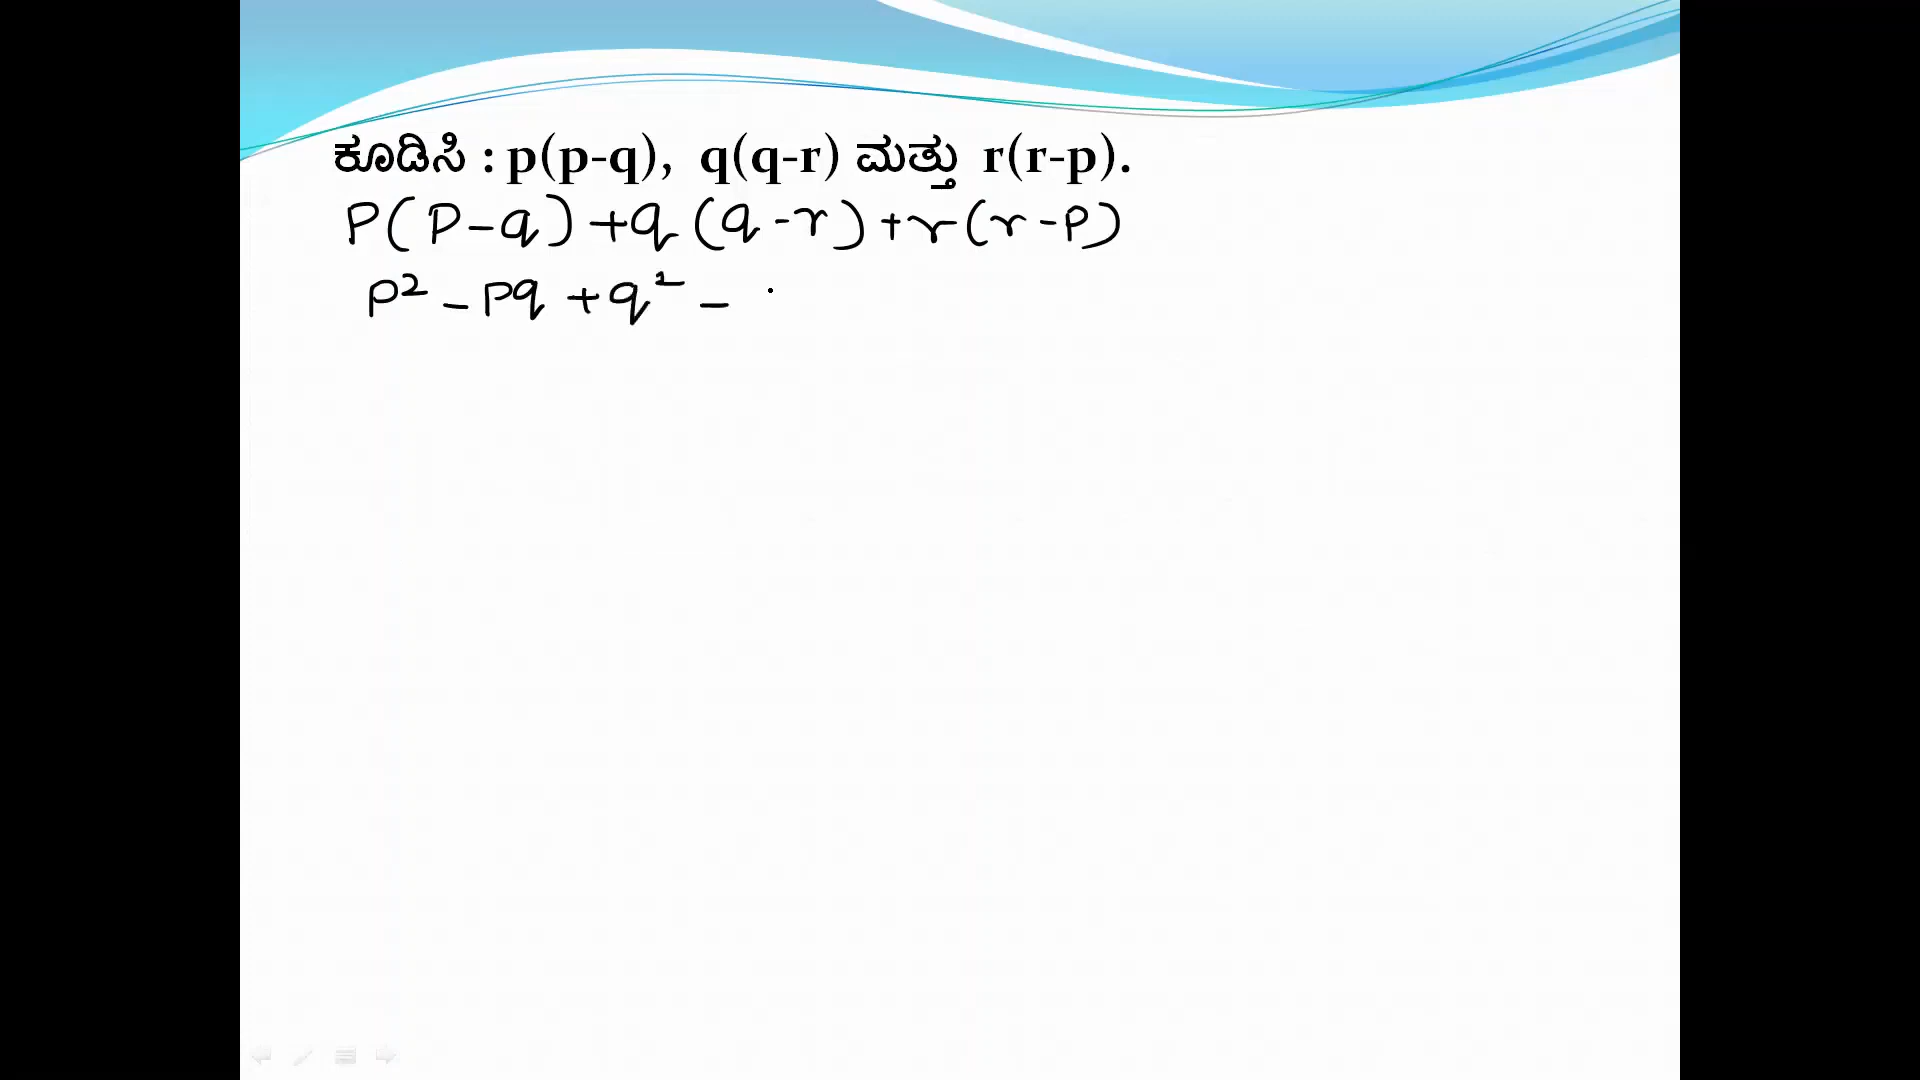 ಕೂಡಿಸಿ : p(p-q), q(q-r) ಮತ್ತು r(r-p).
P(P-q)+q(q-r)+r(r-p)
p² - pq + q² -